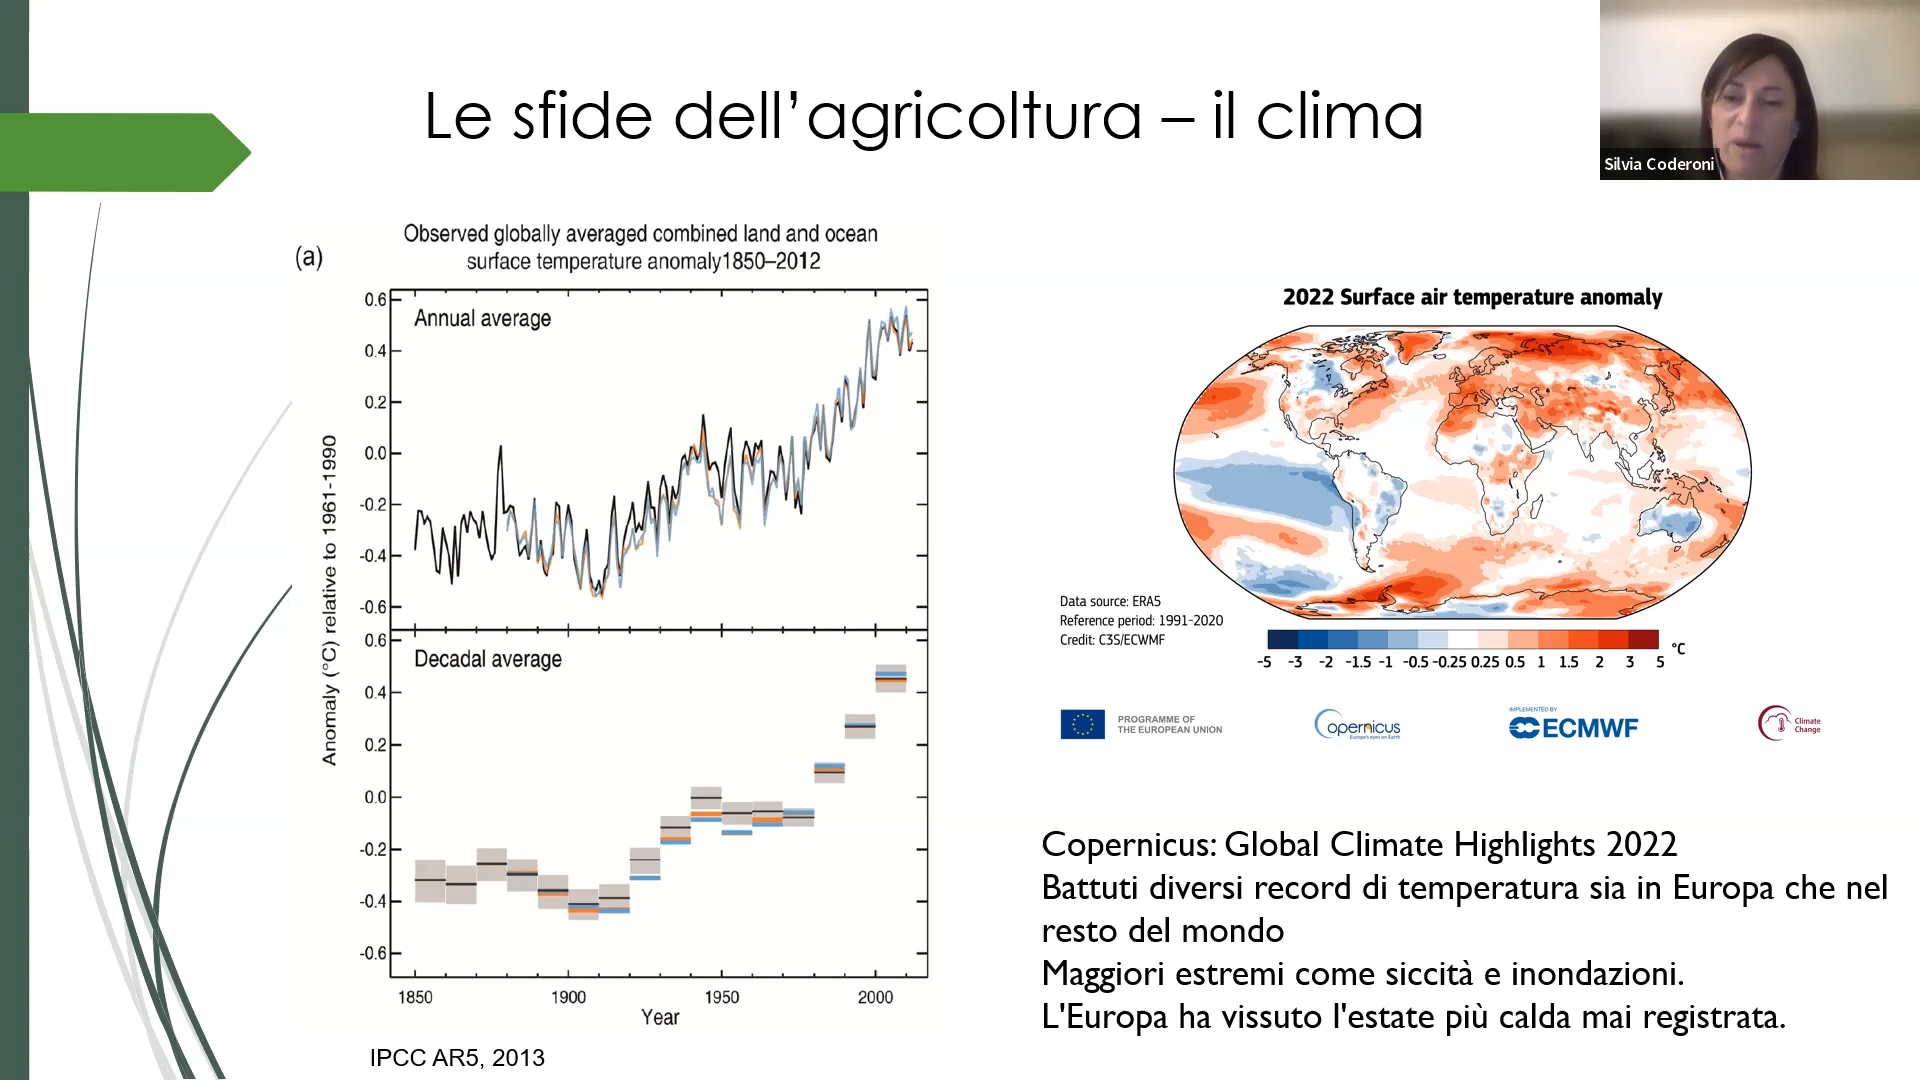 Le sfide dell’agricoltura – il clima
Silvia Coderoni
(a)
Observed globally averaged combined land and ocean
surface temperature anomaly1850–2012
Anomaly (°C) relative to 1961-1990
Annual average
0.6
0.4
0.2
0.0
-0.2
-0.4
-0.6
Decadal average
0.6
0.4
0.2
0.0
-0.2
-0.4
-0.6
1850 1900 1950 2000
Year
IPCC AR5, 2013
2022 Surface air temperature anomaly
Data source: ERA5
Reference period: 1991-2020
Credit: C3S/ECWMF
°C
-5 -3 -2 -1.5 -1 -0.5 -0.25 0.25 0.5 1 1.5 2 3 5
PROGRAMME OF
THE EUROPEAN UNION
opernicus
Europe's eyes on Earth
IMPLEMENTED BY
ECMWF
Climate
Change
Copernicus: Global Climate Highlights 2022
Battuti diversi record di temperatura sia in Europa che nel
resto del mondo
Maggiori estremi come siccità e inondazioni.
L'Europa ha vissuto l'estate più calda mai registrata.